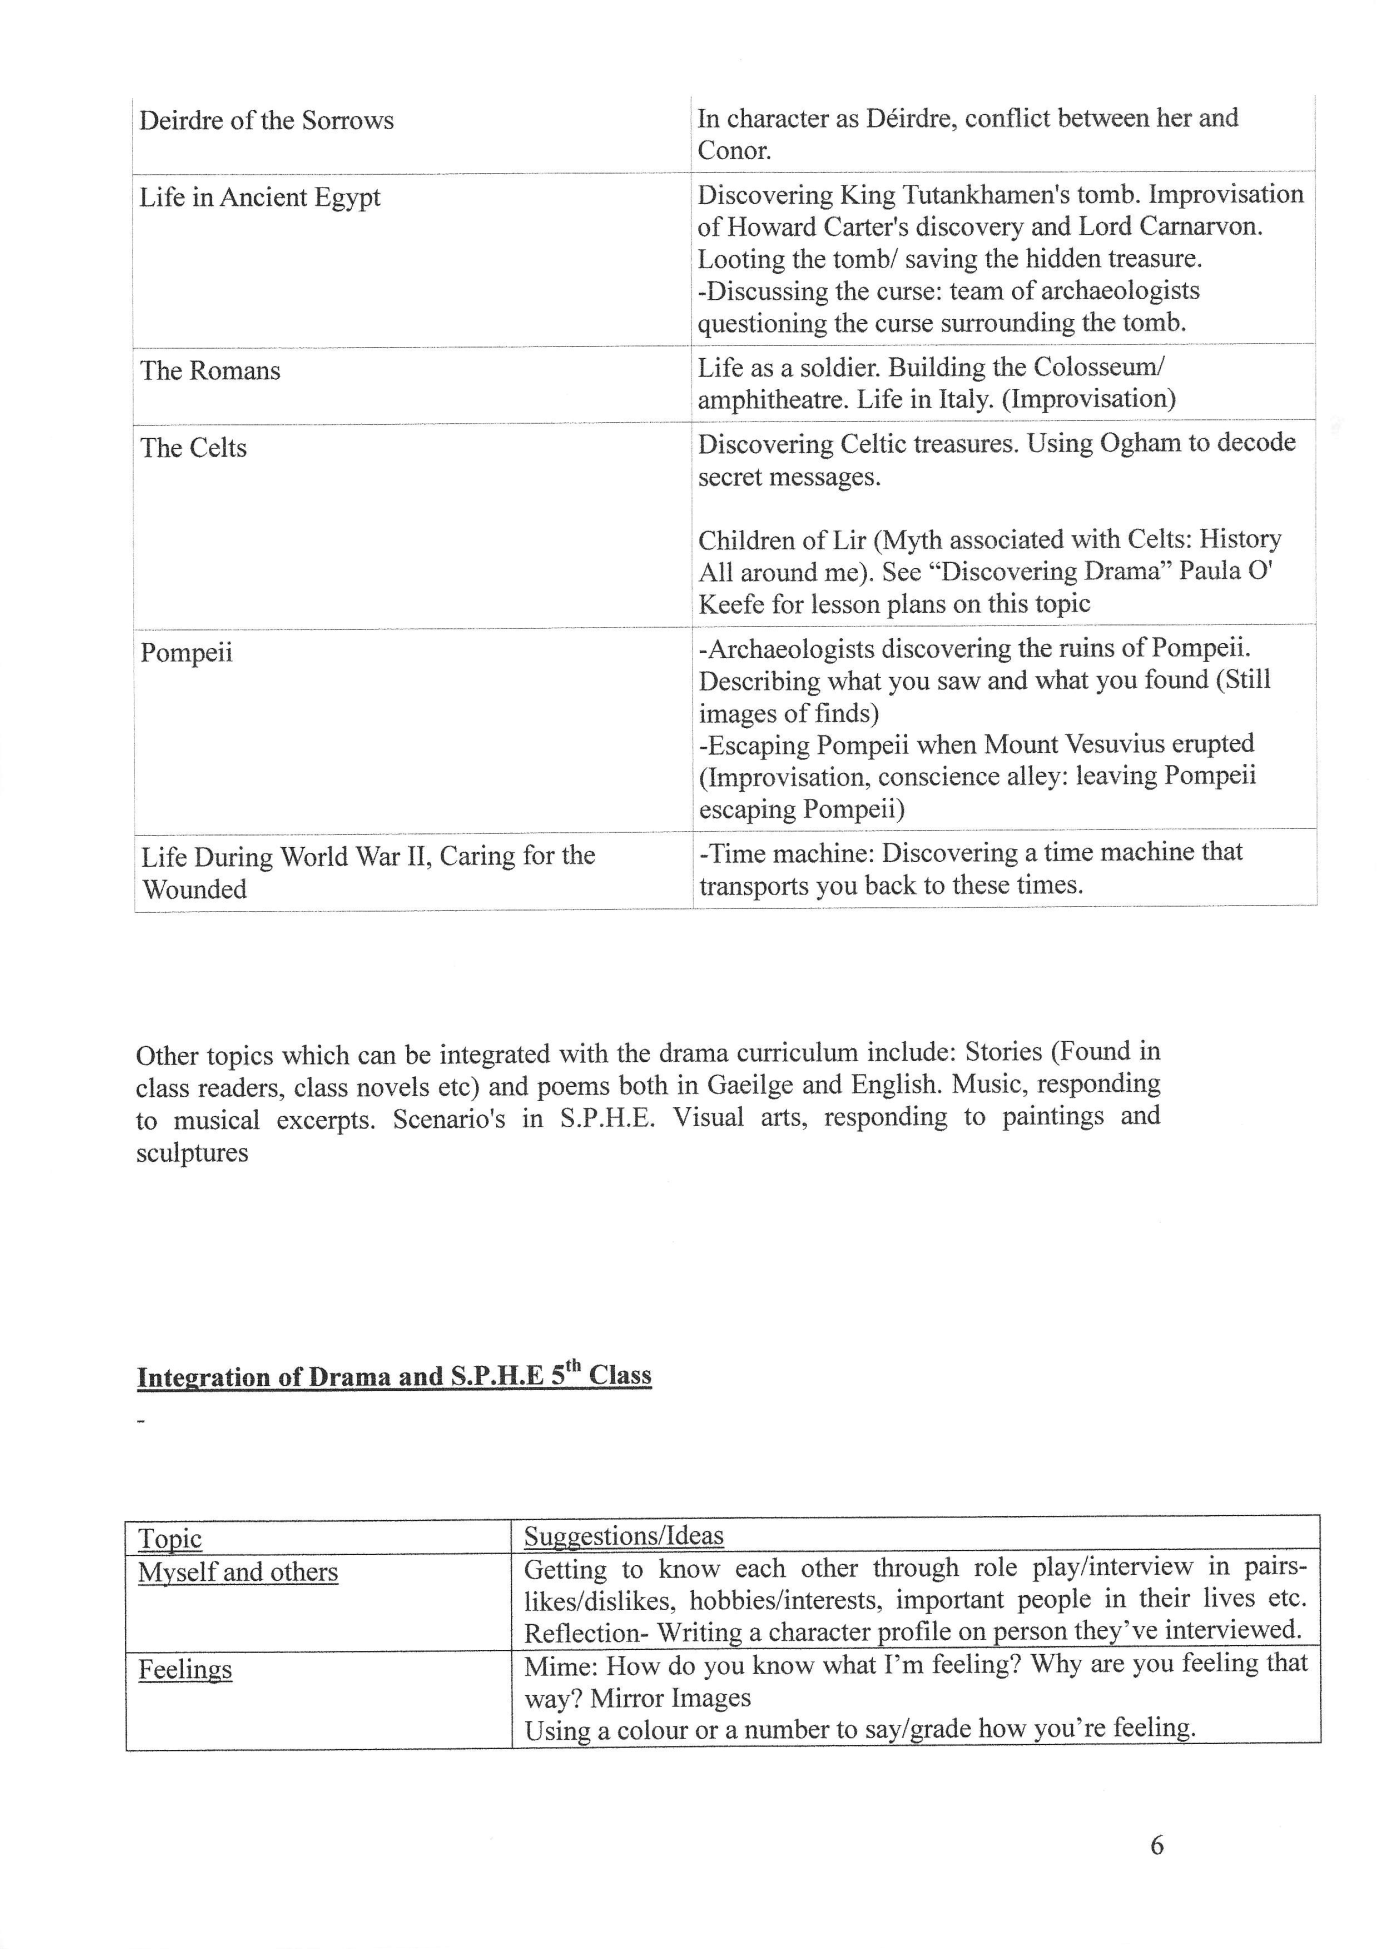 Deirdre of the Sorrows
In character as Déirdre, conflict between her and
Conor.
Life in Ancient Egypt
Discovering King Tutankhamen's tomb. Improvisation
of Howard Carter's discovery and Lord Carnarvon.
Looting the tomb/ saving the hidden treasure.
-Discussing the curse: team of archaeologists
questioning the curse surrounding the tomb.
The Romans
Life as a soldier. Building the Colosseum/
amphitheatre. Life in Italy. (Improvisation)
The Celts
Discovering Celtic treasures. Using Ogham to decode
secret messages.
Children of Lir (Myth associated with Celts: History
All around me). See “Discovering Drama” Paula O'
Keefe for lesson plans on this topic
Pompeii
-Archaeologists discovering the ruins of Pompeii.
Describing what you saw and what you found (Still
images of finds)
-Escaping Pompeii when Mount Vesuvius erupted
(Improvisation, conscience alley: leaving Pompeii
escaping Pompeii)
Life During World War II, Caring for the
Wounded
-Time machine: Discovering a time machine that
transports you back to these times.
Other topics which can be integrated with the drama curriculum include: Stories (Found in
class readers, class novels etc) and poems both in Gaeilge and English. Music, responding
to musical excerpts. Scenario's in S.P.H.E. Visual arts, responding to paintings and
sculptures
Integration of Drama and S.P.H.E 5th Class
-
Topic
Suggestions/Ideas
Myself and others
Getting to know each other through role play/interview in pairs-
likes/dislikes, hobbies/interests, important people in their lives etc.
Reflection- Writing a character profile on person they’ve interviewed.
Feelings
Mime: How do you know what I’m feeling? Why are you feeling that
way? Mirror Images
Using a colour or a number to say/grade how you’re feeling.
6